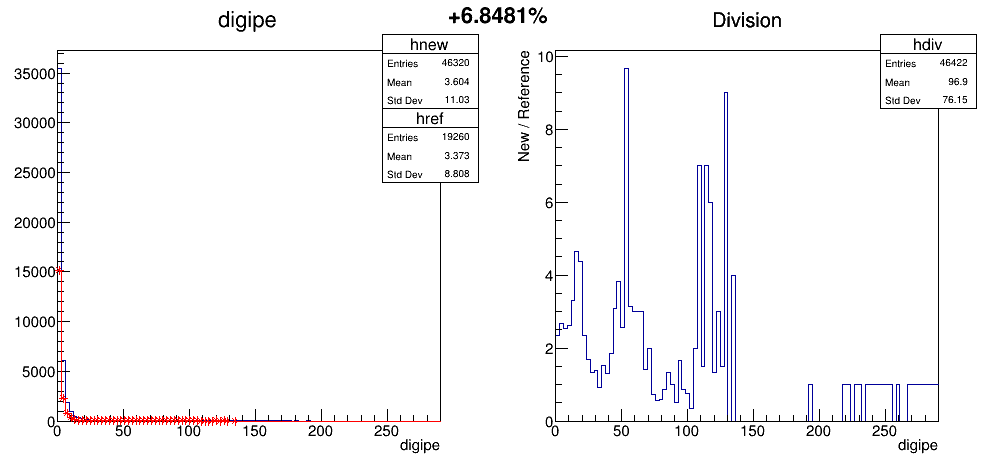 +6.8481%
digipe
hnew
Entries 46320
Mean 3.604
Std Dev 11.03
href
Entries 19260
Mean 3.373
Std Dev 8.808
35000
30000
25000
20000
15000
10000
5000
0
0 50 100 150 200 250
digipe
Division
hdiv
Entries 46422
Mean 96.9
Std Dev 76.15
New / Reference
10
8
6
4
2
0
0 50 100 150 200 250
digipe